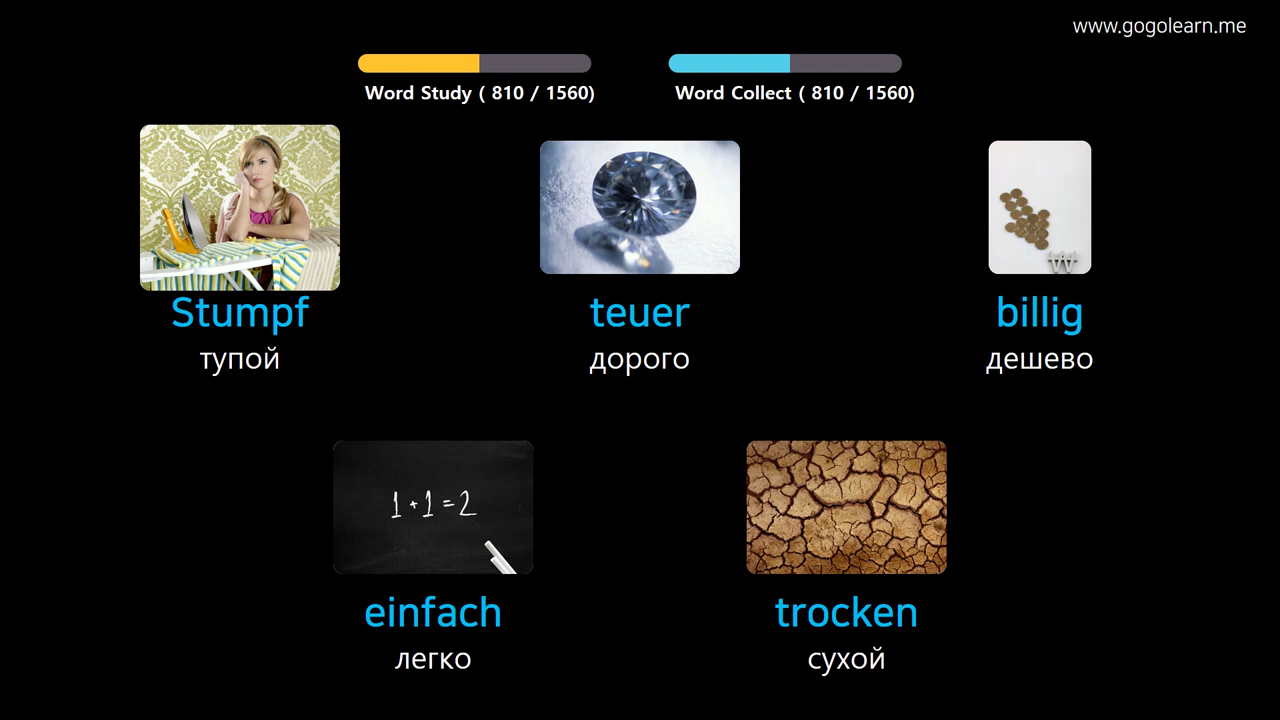 www.gogolearn.me
Word Study ( 810 / 1560)
Word Collect ( 810 / 1560)
Stumpf
тупой
teuer
дорого
billig
дешево
1+1=2
einfach
легко
trocken
сухой